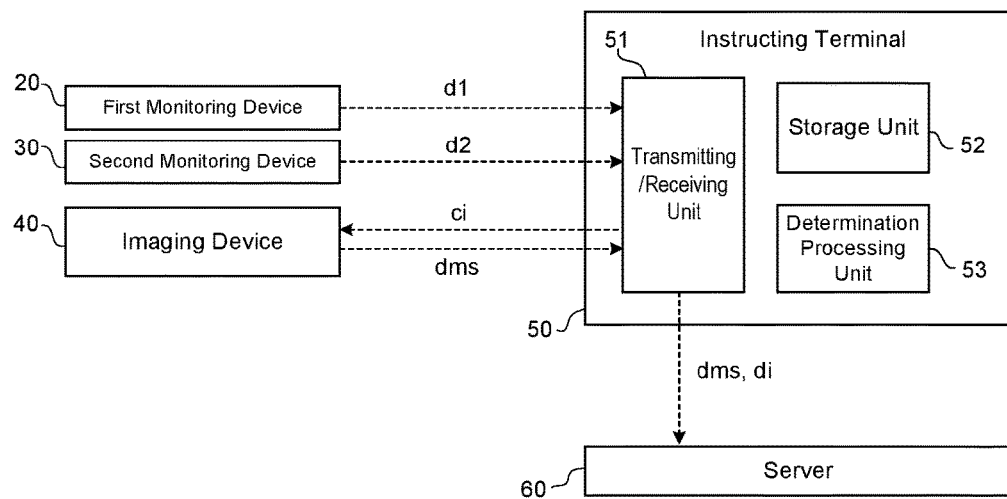 51
Instructing Terminal
20
First Monitoring Device
d1
30
Second Monitoring Device
d2
Transmitting
/Receiving
Unit
Storage Unit
52
40
Imaging Device
ci
dms
Determination
Processing
Unit
53
50
dms, di
60
Server